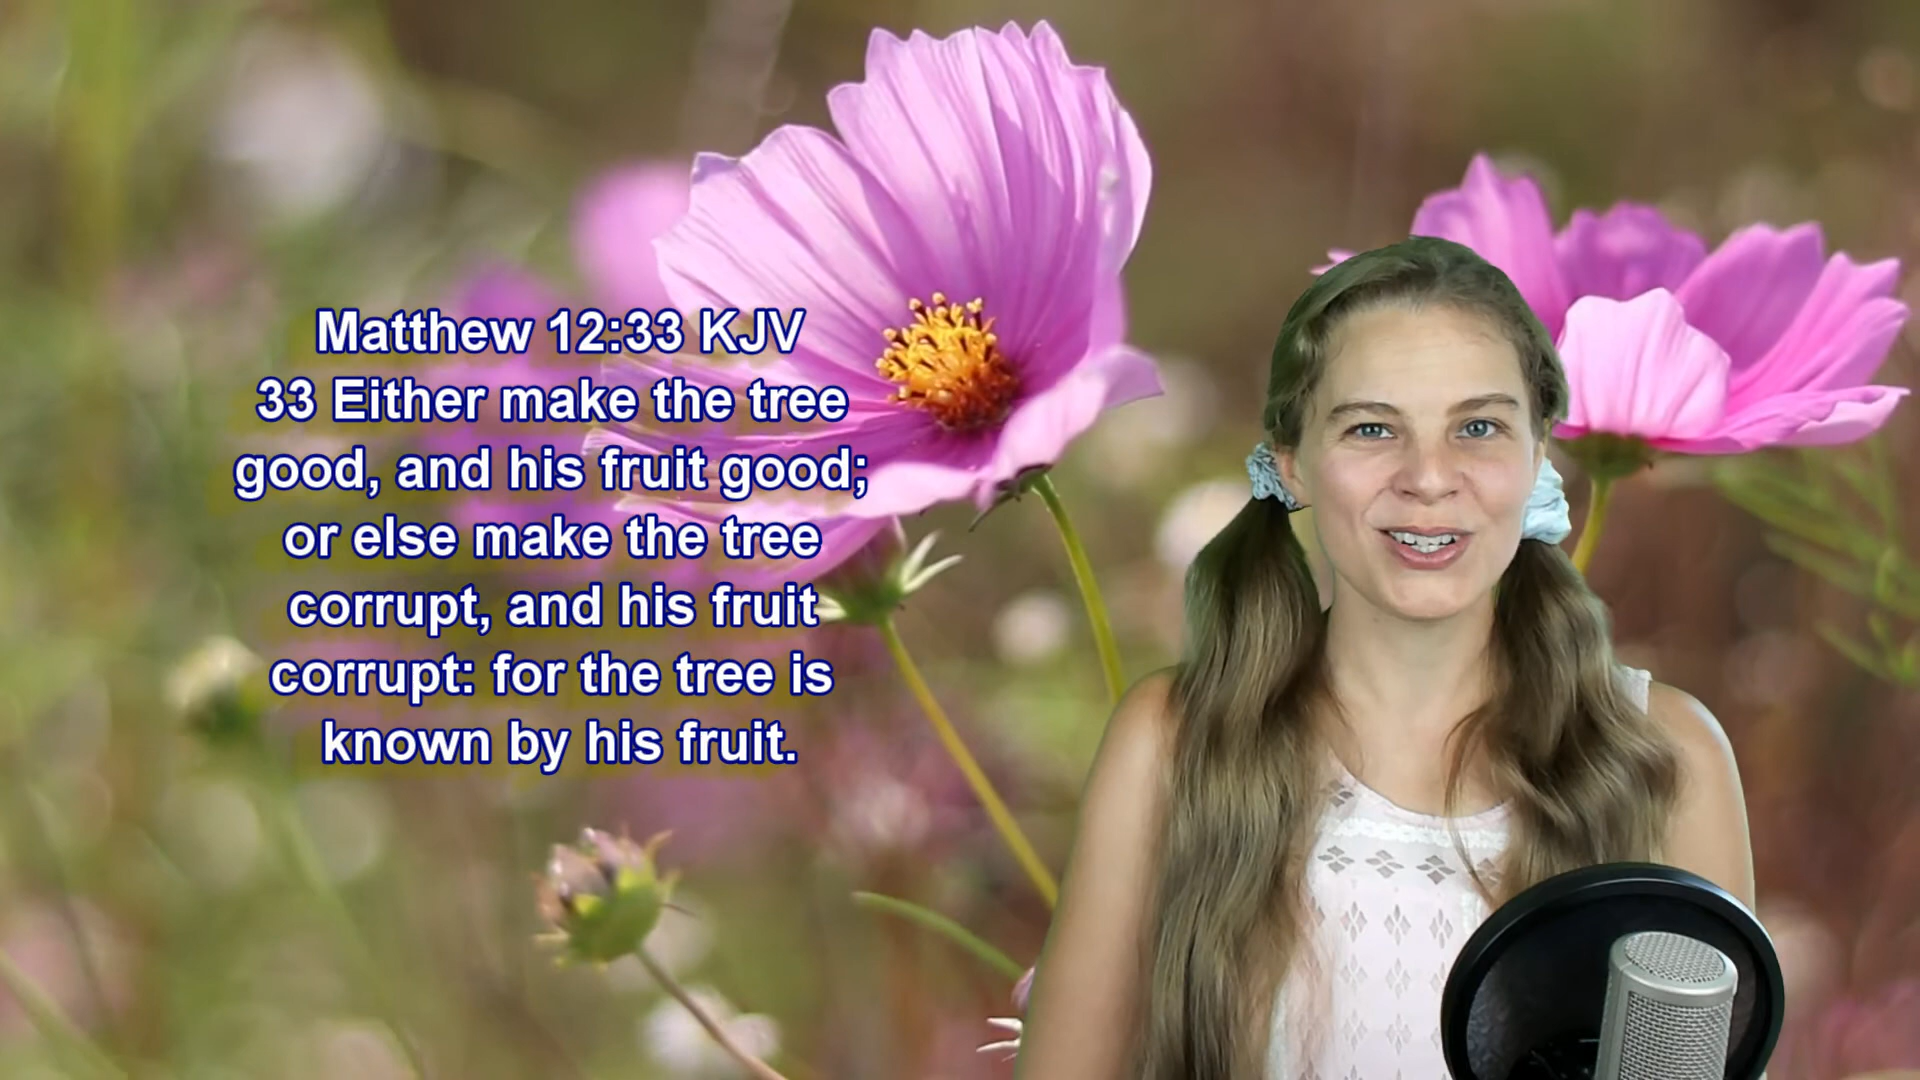 Matthew 12:33 KJV
33 Either make the tree
good, and his fruit good;
or else make the tree
corrupt, and his fruit
corrupt: for the tree is
known by his fruit.